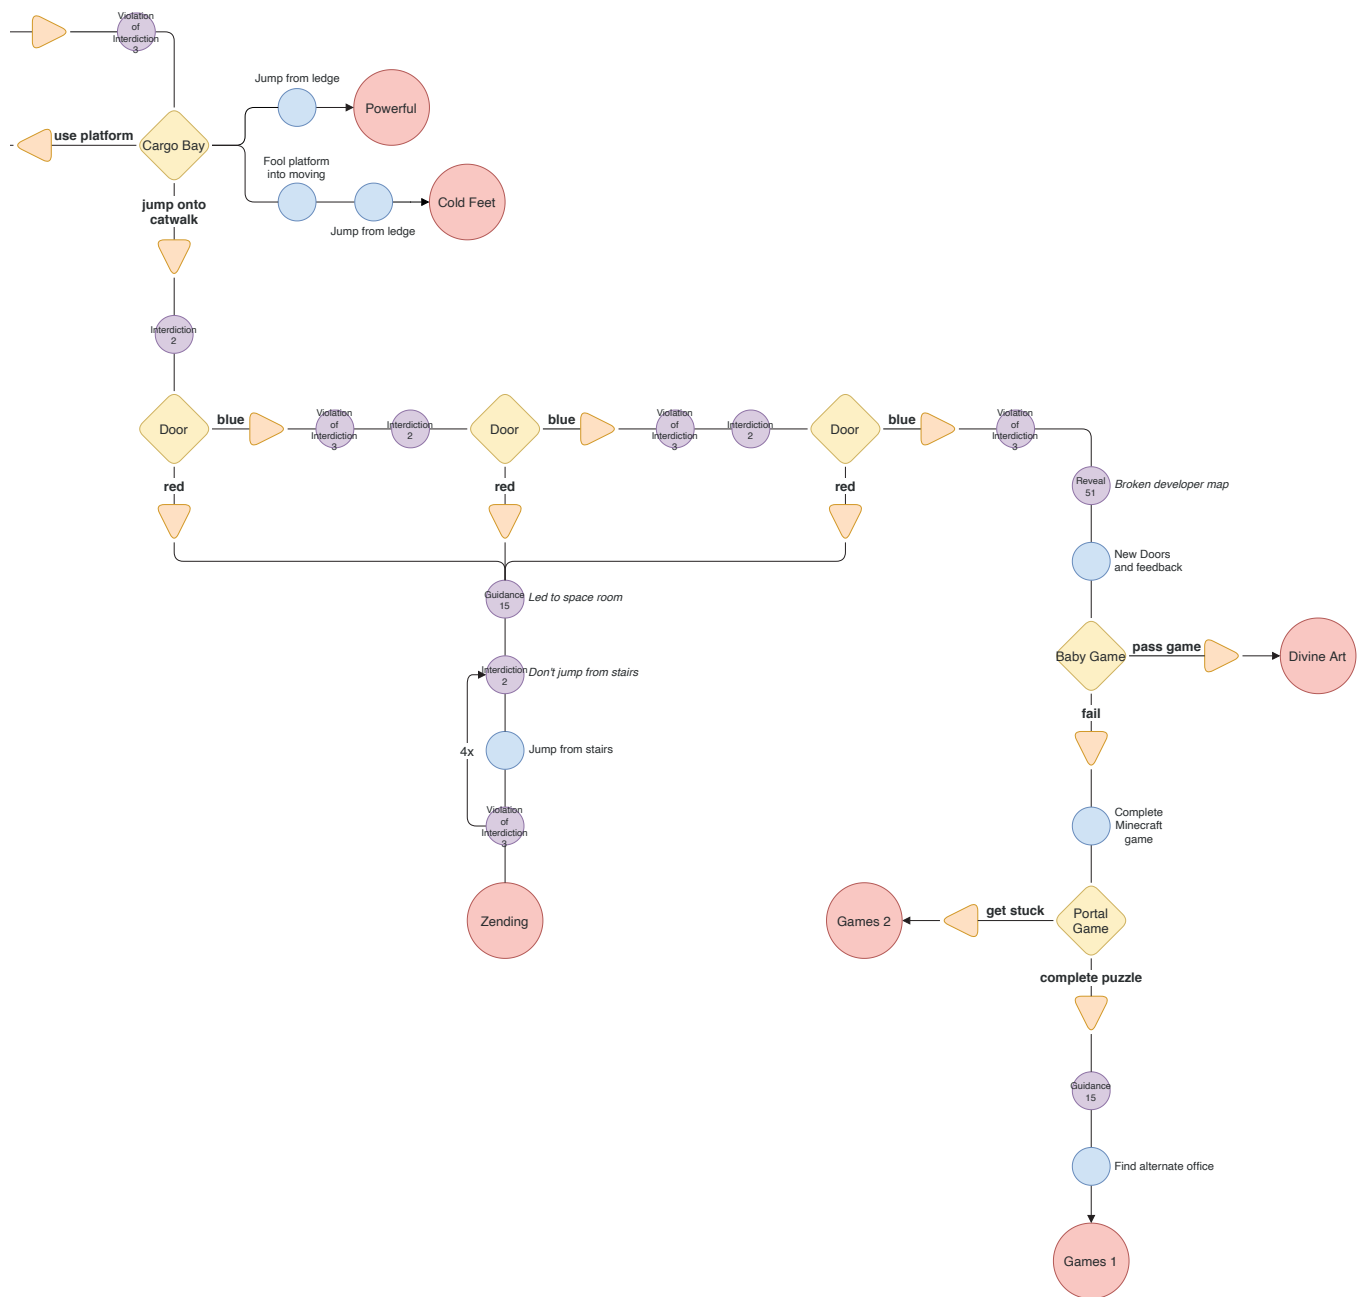 Violation
of
Interdiction
3
Jump from ledge
Powerful
use platform
Cargo Bay
Fool platform
into moving
Cold Feet
jump onto
catwalk
Jump from ledge
Interdiction
2
Door
blue
Violation
of
Interdiction
3
Interdiction
2
Door
blue
Violation
of
Interdiction
3
Interdiction
2
Door
blue
Violation
of
Interdiction
3
red
red
red
Reveal
51
Broken developer map
New Doors
and feedback
Guidance
15
Led to space room
Baby Game
pass game
Divine Art
Interdiction
2
Don't jump from stairs
fail
4x
Jump from stairs
Violation
of
Interdiction
3
Complete
Minecraft
game
Zending
Games 2
get stuck
Portal
Game
complete puzzle
Guidance
15
Find alternate office
Games 1